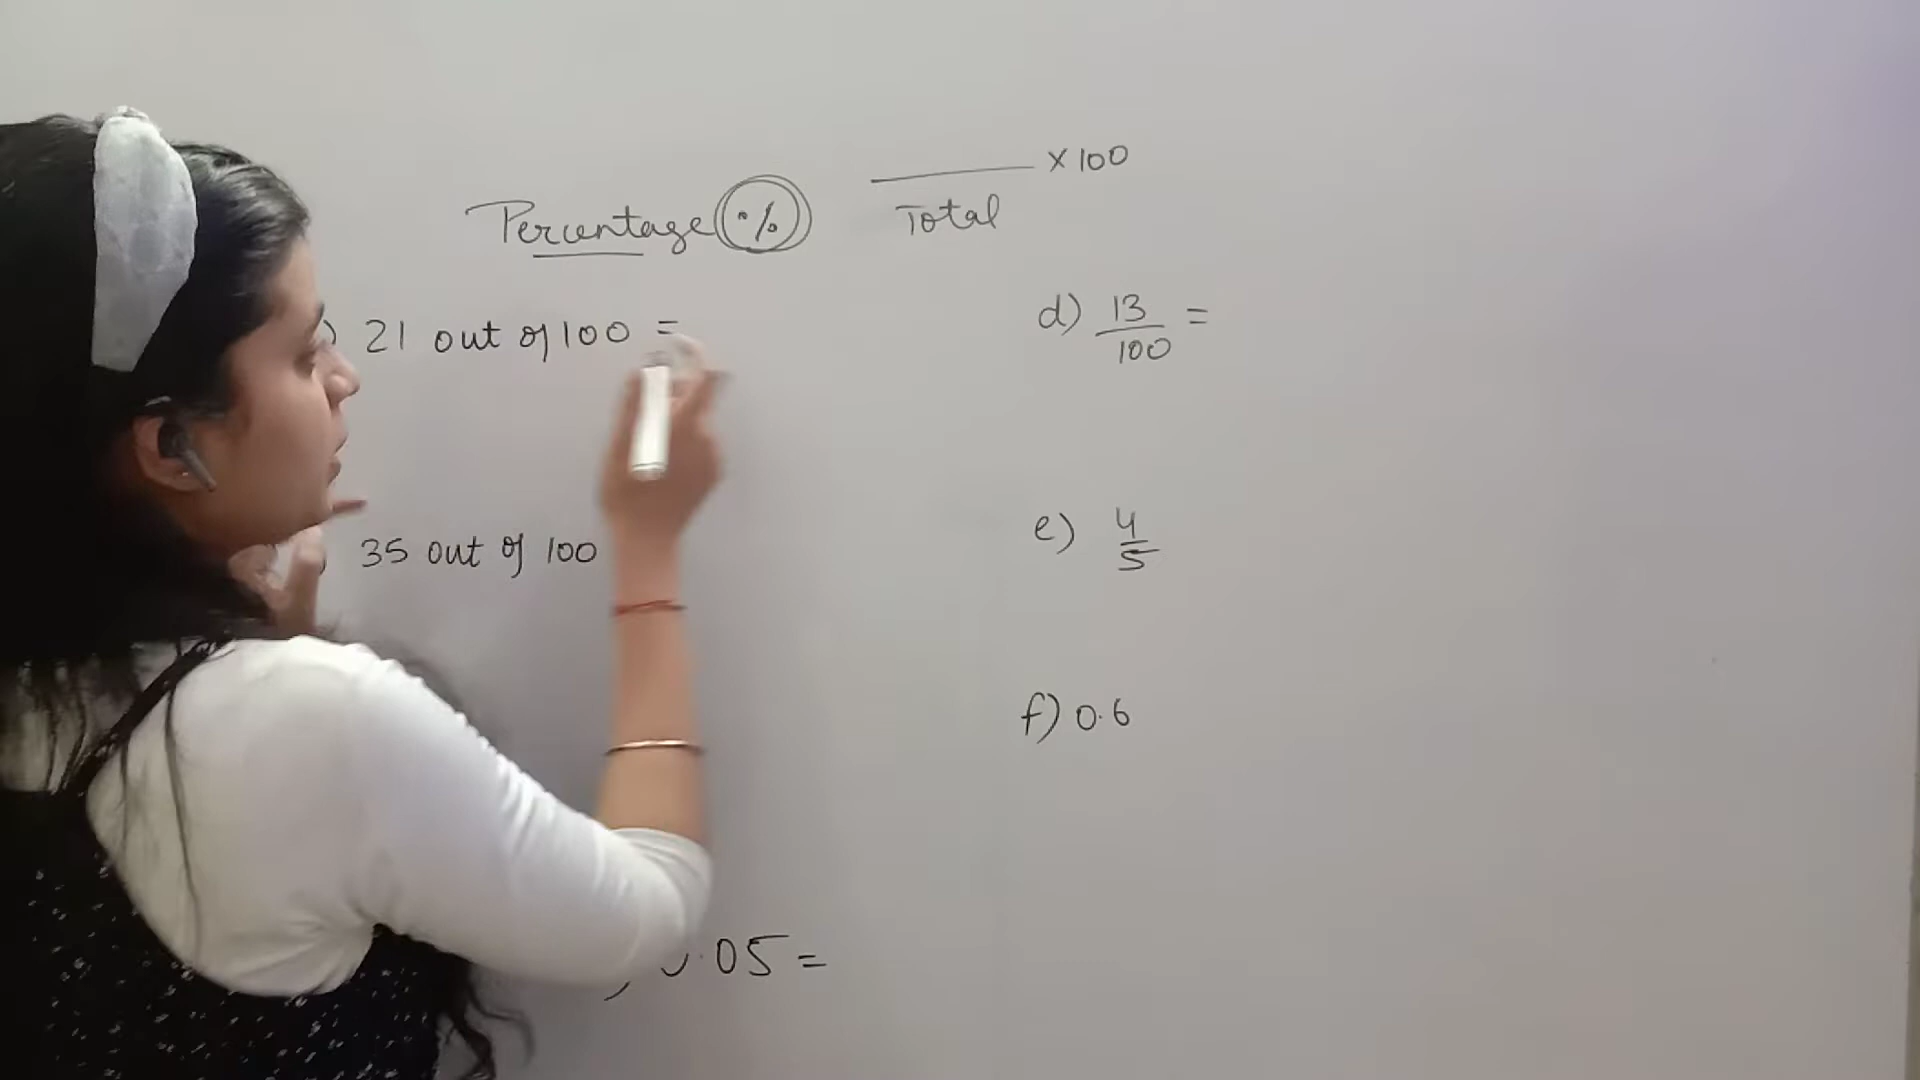 Percentage (%) ——— × 100
Total
) 21 out of 100 =
d) 13/100 =
35 out of 100
e) 4/5
f) 0.6
.05 =